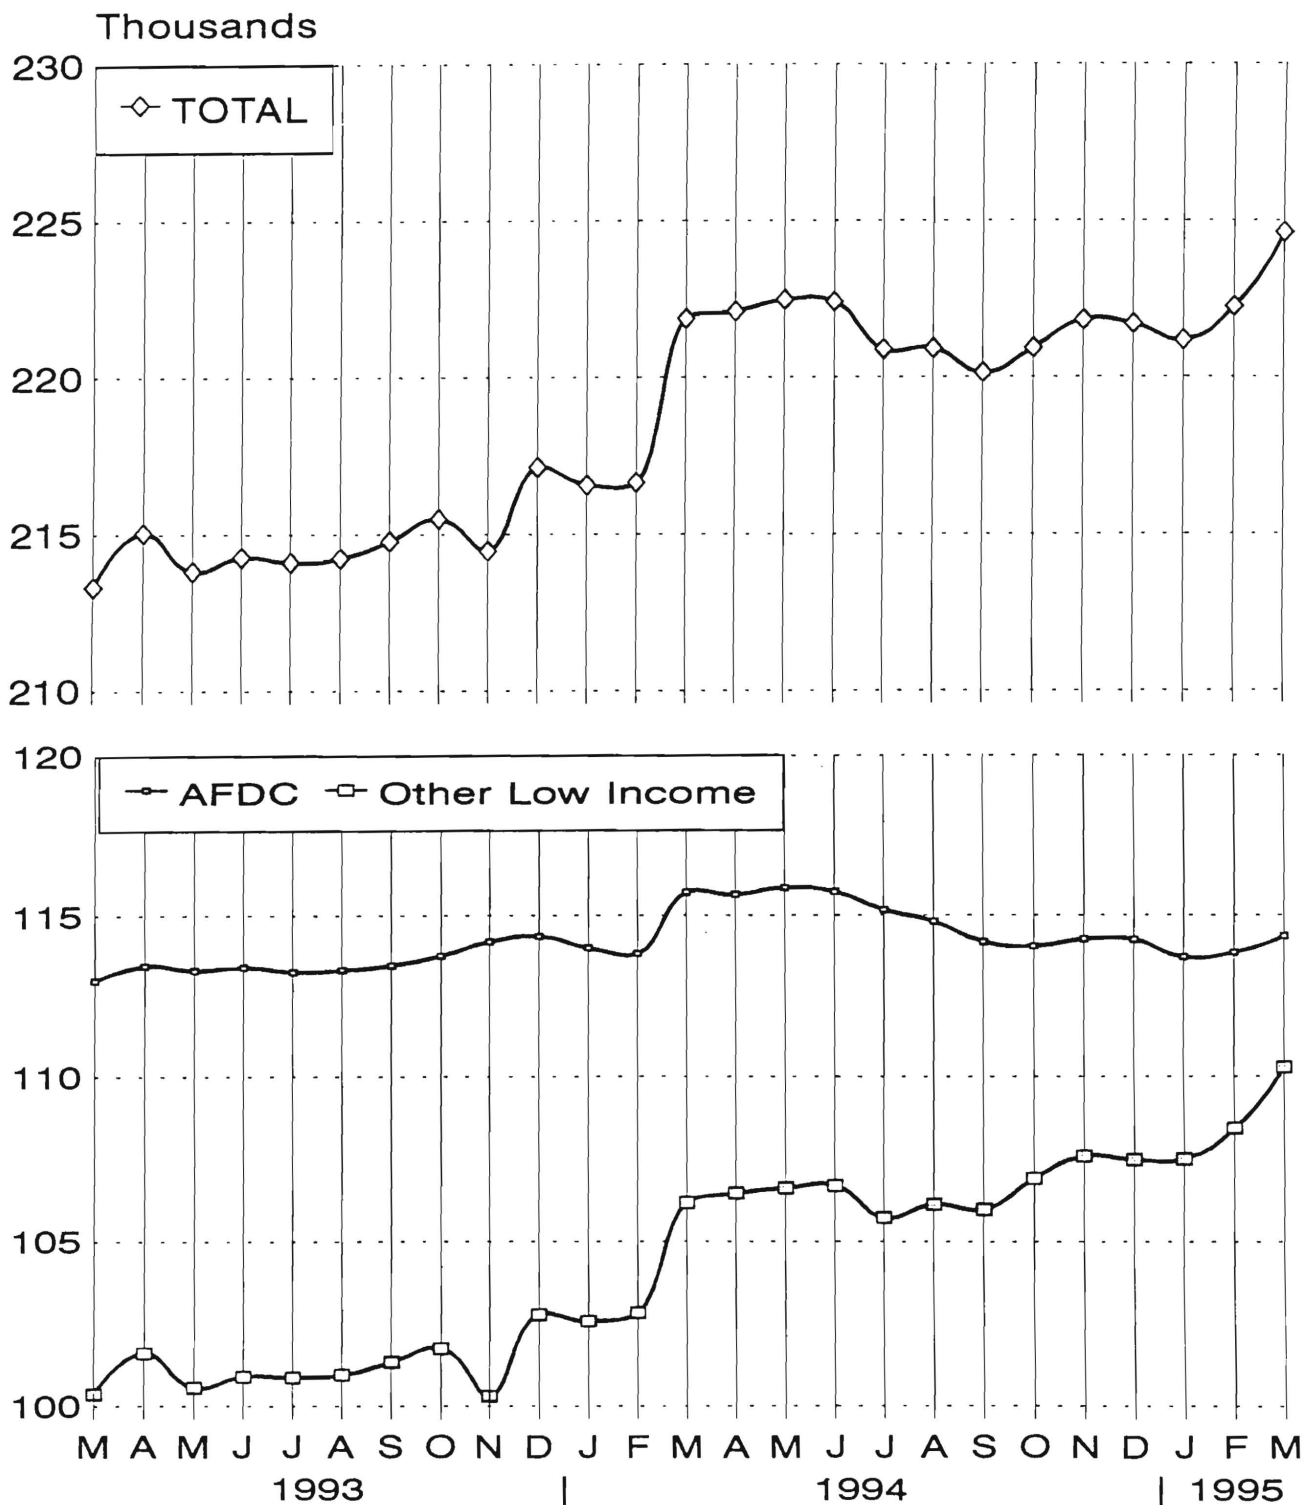 Thousands
230
TOTAL
225
220
215
210
120
AFDC Other Low Income
115
110
105
100
M A M J J A S O N D J F M A M J J A S O N D J F M
1993 | 1994 | 1995